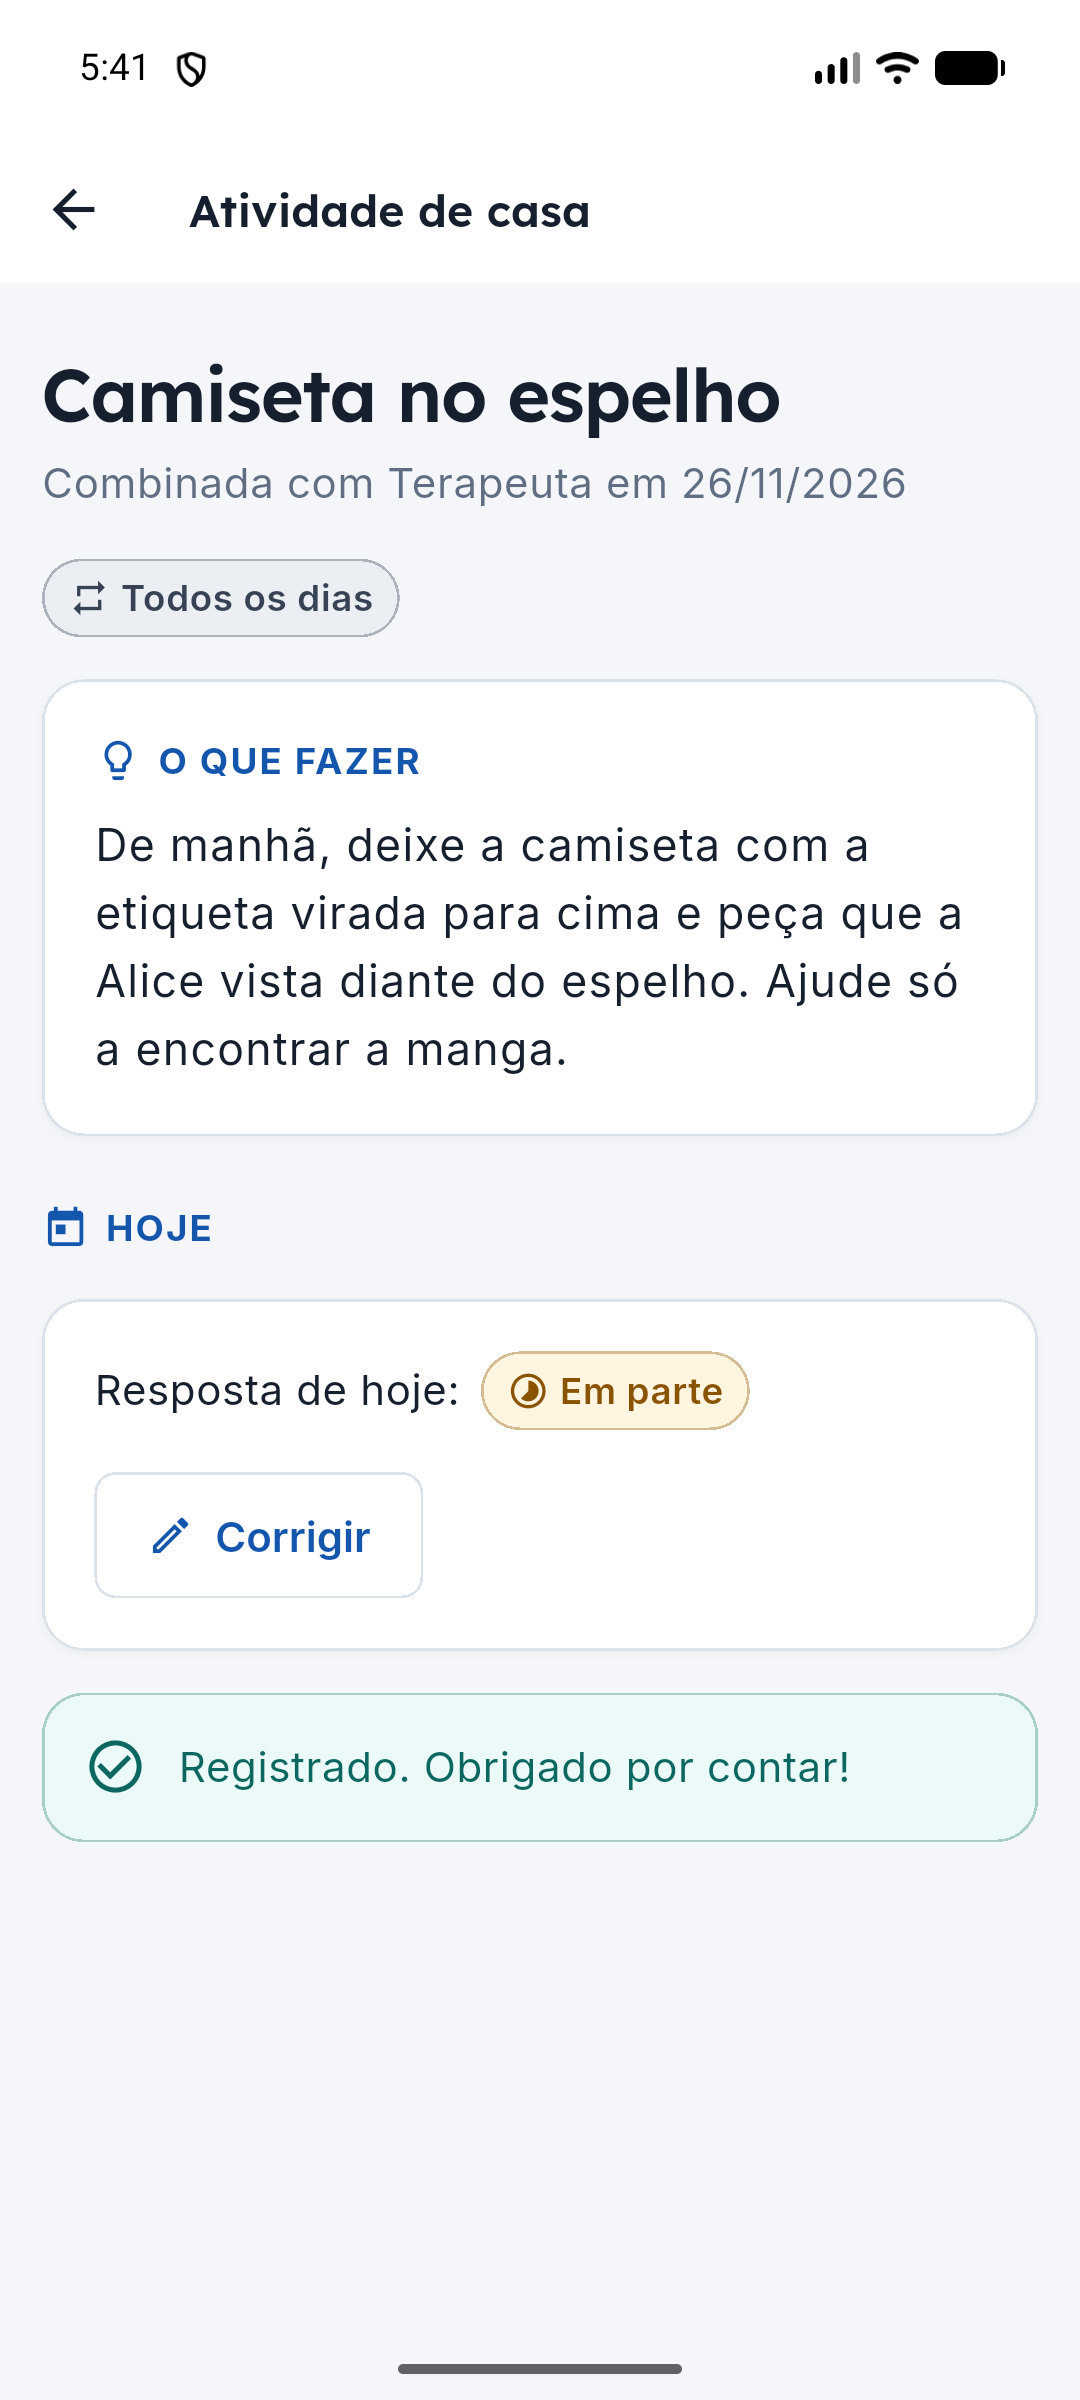 5:41
Atividade de casa
Camiseta no espelho
Combinada com Terapeuta em 26/11/2026
Todos os dias
O QUE FAZER
De manhã, deixe a camiseta com a
etiqueta virada para cima e peça que a
Alice vista diante do espelho. Ajude só
a encontrar a manga.
HOJE
Resposta de hoje: Em parte
Corrigir
Registrado. Obrigado por contar!